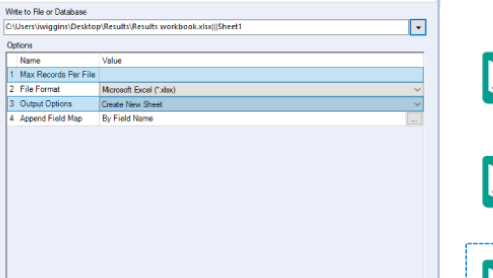 Write to File or Database
C:\Users\jwiggins\Desktop\Results\Results workbook.xlsx|||Sheet1
Options
Name Value
1 Max Records Per File
2 File Format Microsoft Excel (*.xlsx)
3 Output Options Create New Sheet
4 Append Field Map By Field Name ...